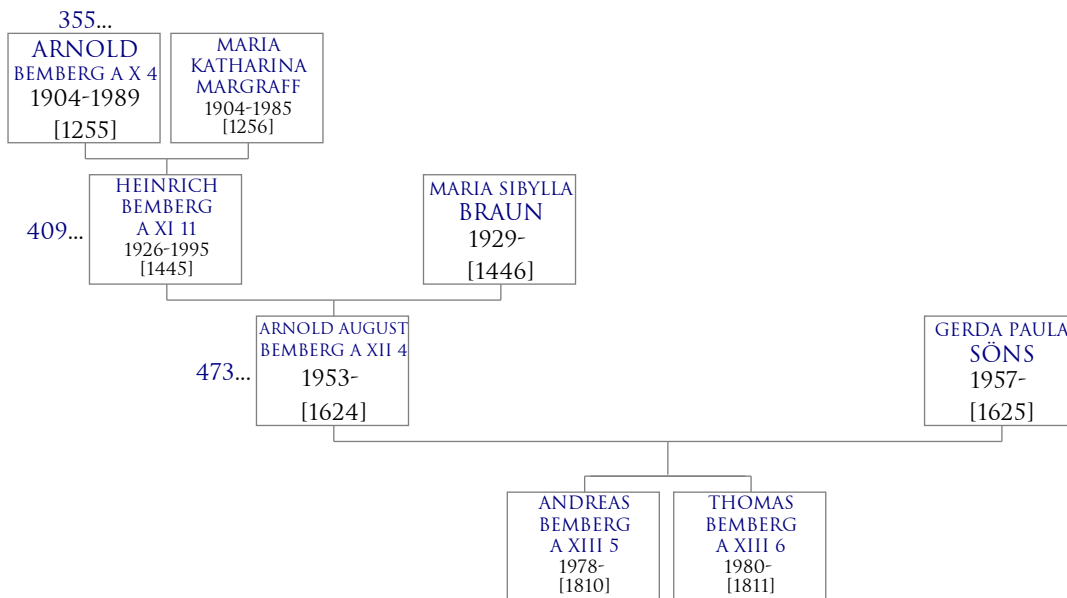 355...
ARNOLD
BEMBERG A X 4
1904-1989
[1255]
MARIA
KATHARINA
MARGRAFF
1904-1985
[1256]
409...
HEINRICH
BEMBERG
A XI 11
1926-1995
[1445]
MARIA SIBYLLA
BRAUN
1929-
[1446]
473...
ARNOLD AUGUST
BEMBERG A XII 4
1953-
[1624]
GERDA PAULA
SÖNS
1957-
[1625]
ANDREAS
BEMBERG
A XIII 5
1978-
[1810]
THOMAS
BEMBERG
A XIII 6
1980-
[1811]